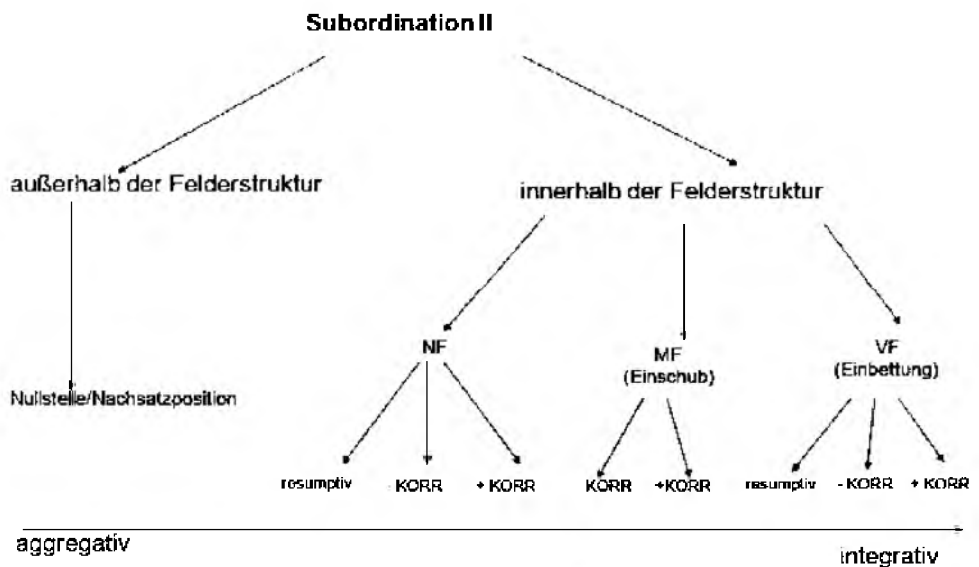 Subordination II
außerhalb der Felderstruktur
innerhalb der Felderstruktur
NF
MF
(Einschub)
VF
(Einbettung)
Nullstelle/Nachsatzposition
resumptiv
- KORR
+ KORR
KORR
+KORR
resumptiv
- KORR
+ KORR
aggregativ
integrativ